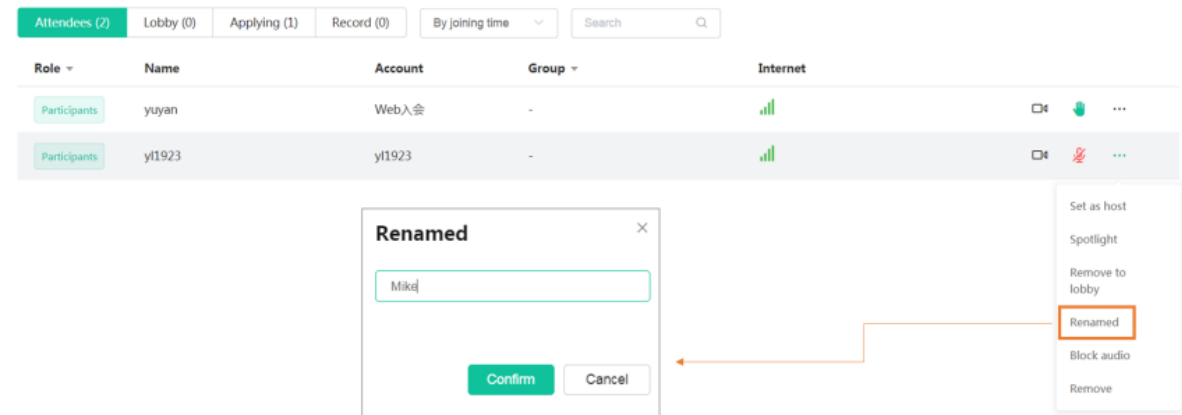 Attendees (2) Lobby (0) Applying (1) Record (0) By joining time Search
Role Name Account Group Internet
Participants yuyan Web入会 -
Participants yl1923 yl1923 -
Set as host
Spotlight
Remove to
lobby
Renamed
Block audio
Remove
Renamed
Mike
Confirm Cancel